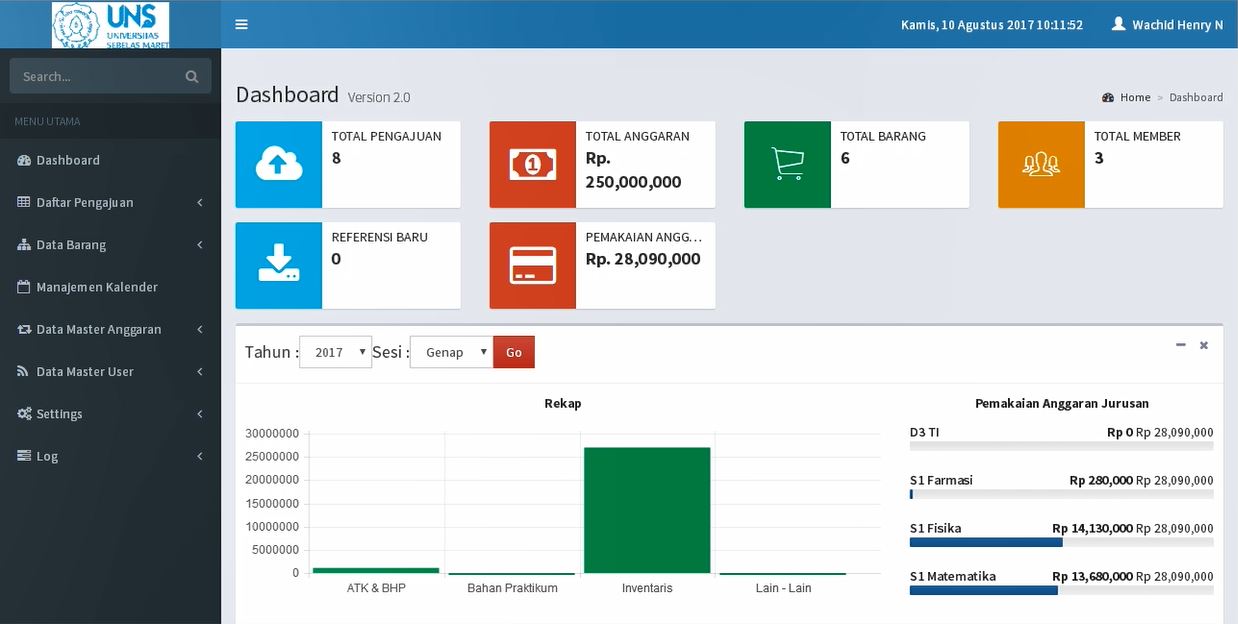 UNS
UNIVERSITAS
SEBELAS MARET
Kamis, 10 Agustus 2017 10:11:52
Wachid Henry N
Search...
MENU UTAMA
Dashboard
Daftar Pengajuan
Data Barang
Manajemen Kalender
Data Master Anggaran
Data Master User
Settings
Log
Dashboard Version 2.0
Home > Dashboard
TOTAL PENGAJUAN
8
TOTAL ANGGARAN
Rp.
250,000,000
TOTAL BARANG
6
TOTAL MEMBER
3
REFERENSI BARU
0
PEMAKAIAN ANGG...
Rp. 28,090,000
Tahun : 2017 Sesi : Genap Go
Rekap
30000000
25000000
20000000
15000000
10000000
5000000
0
ATK & BHP
Bahan Praktikum
Inventaris
Lain - Lain
Pemakaian Anggaran Jurusan
D3 TI Rp 0 Rp 28,090,000
S1 Farmasi Rp 280,000 Rp 28,090,000
S1 Fisika Rp 14,130,000 Rp 28,090,000
S1 Matematika Rp 13,680,000 Rp 28,090,000